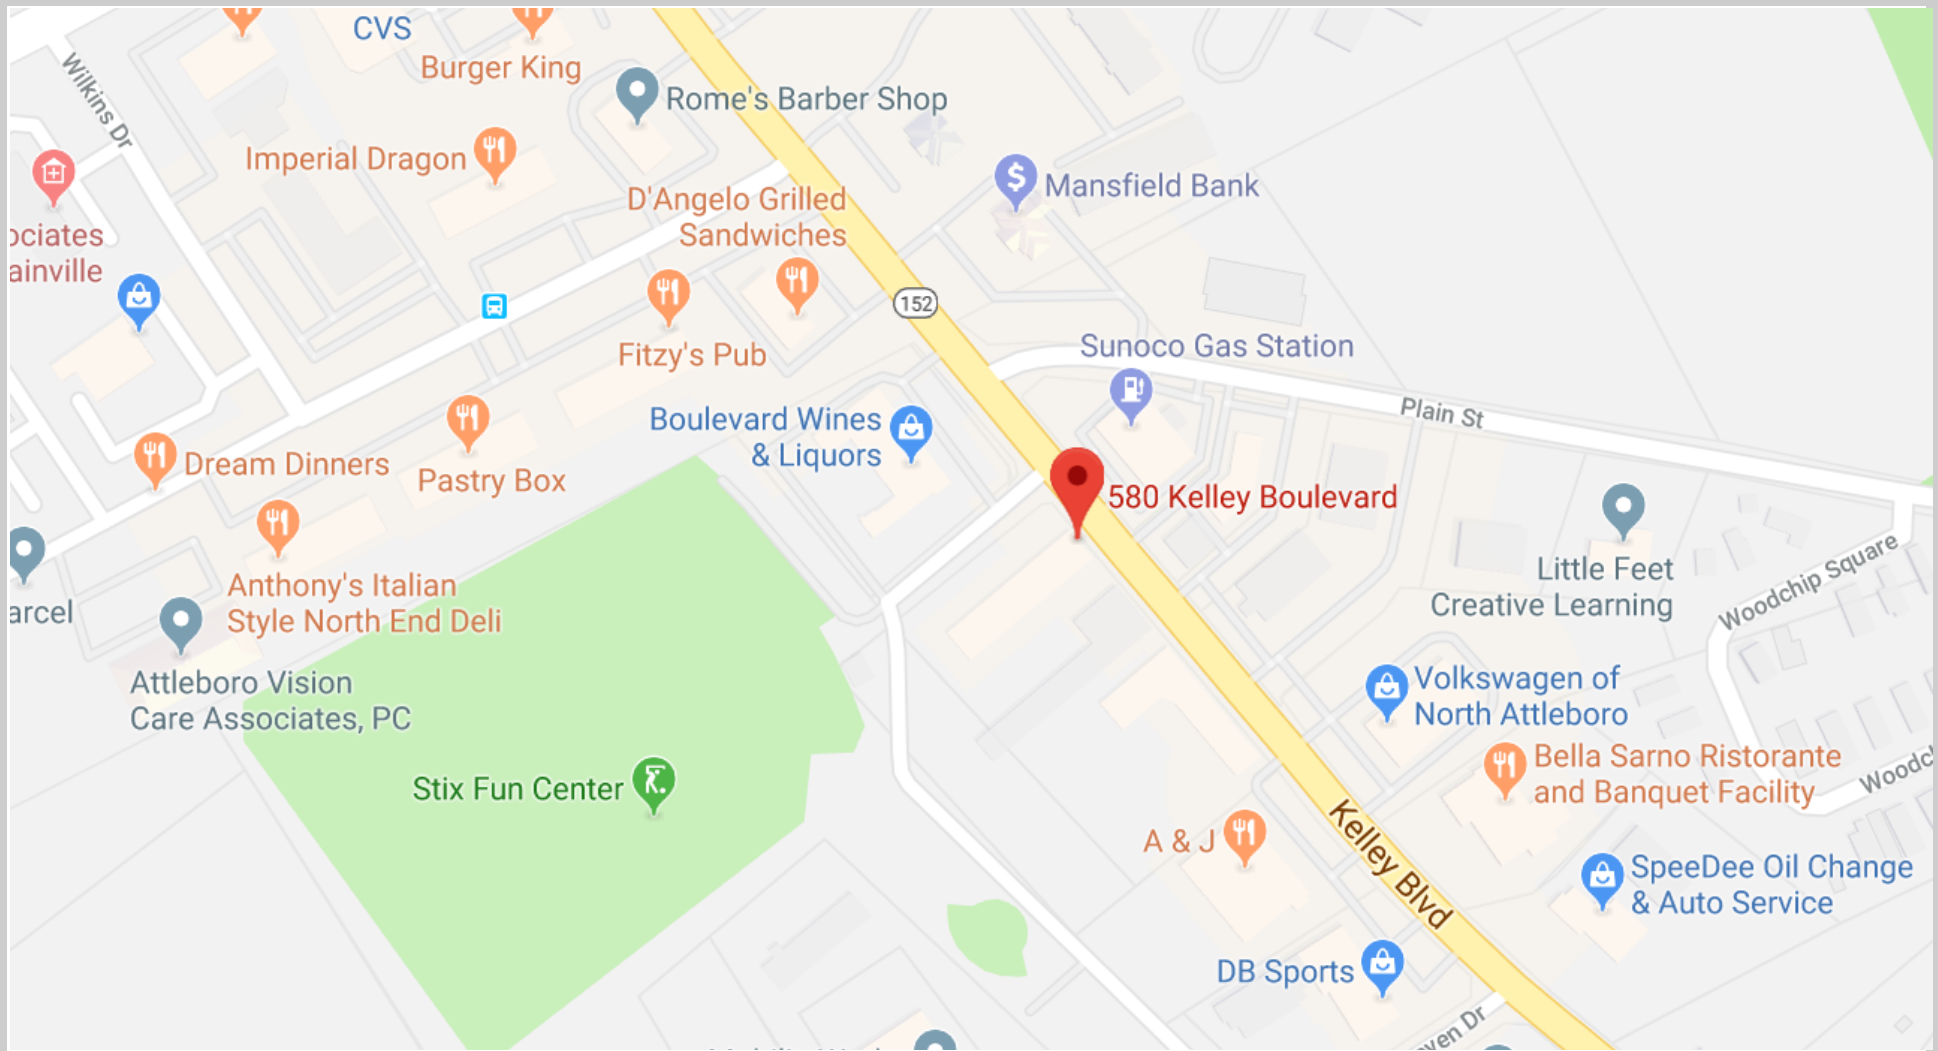 CVS
Burger King
Wilkins Dr
Rome's Barber Shop
Imperial Dragon
D'Angelo Grilled
Sandwiches
Mansfield Bank
ociates
ainville
152
Fitzy's Pub
Sunoco Gas Station
Plain St
Boulevard Wines
& Liquors
Dream Dinners
Pastry Box
580 Kelley Boulevard
Anthony's Italian
Style North End Deli
arcel
Little Feet
Creative Learning
Woodchip Square
Attleboro Vision
Care Associates, PC
Volkswagen of
North Attleboro
Stix Fun Center
Bella Sarno Ristorante
and Banquet Facility
Woodc
A & J
Kelley Blvd
SpeeDee Oil Change
& Auto Service
DB Sports
ven Dr